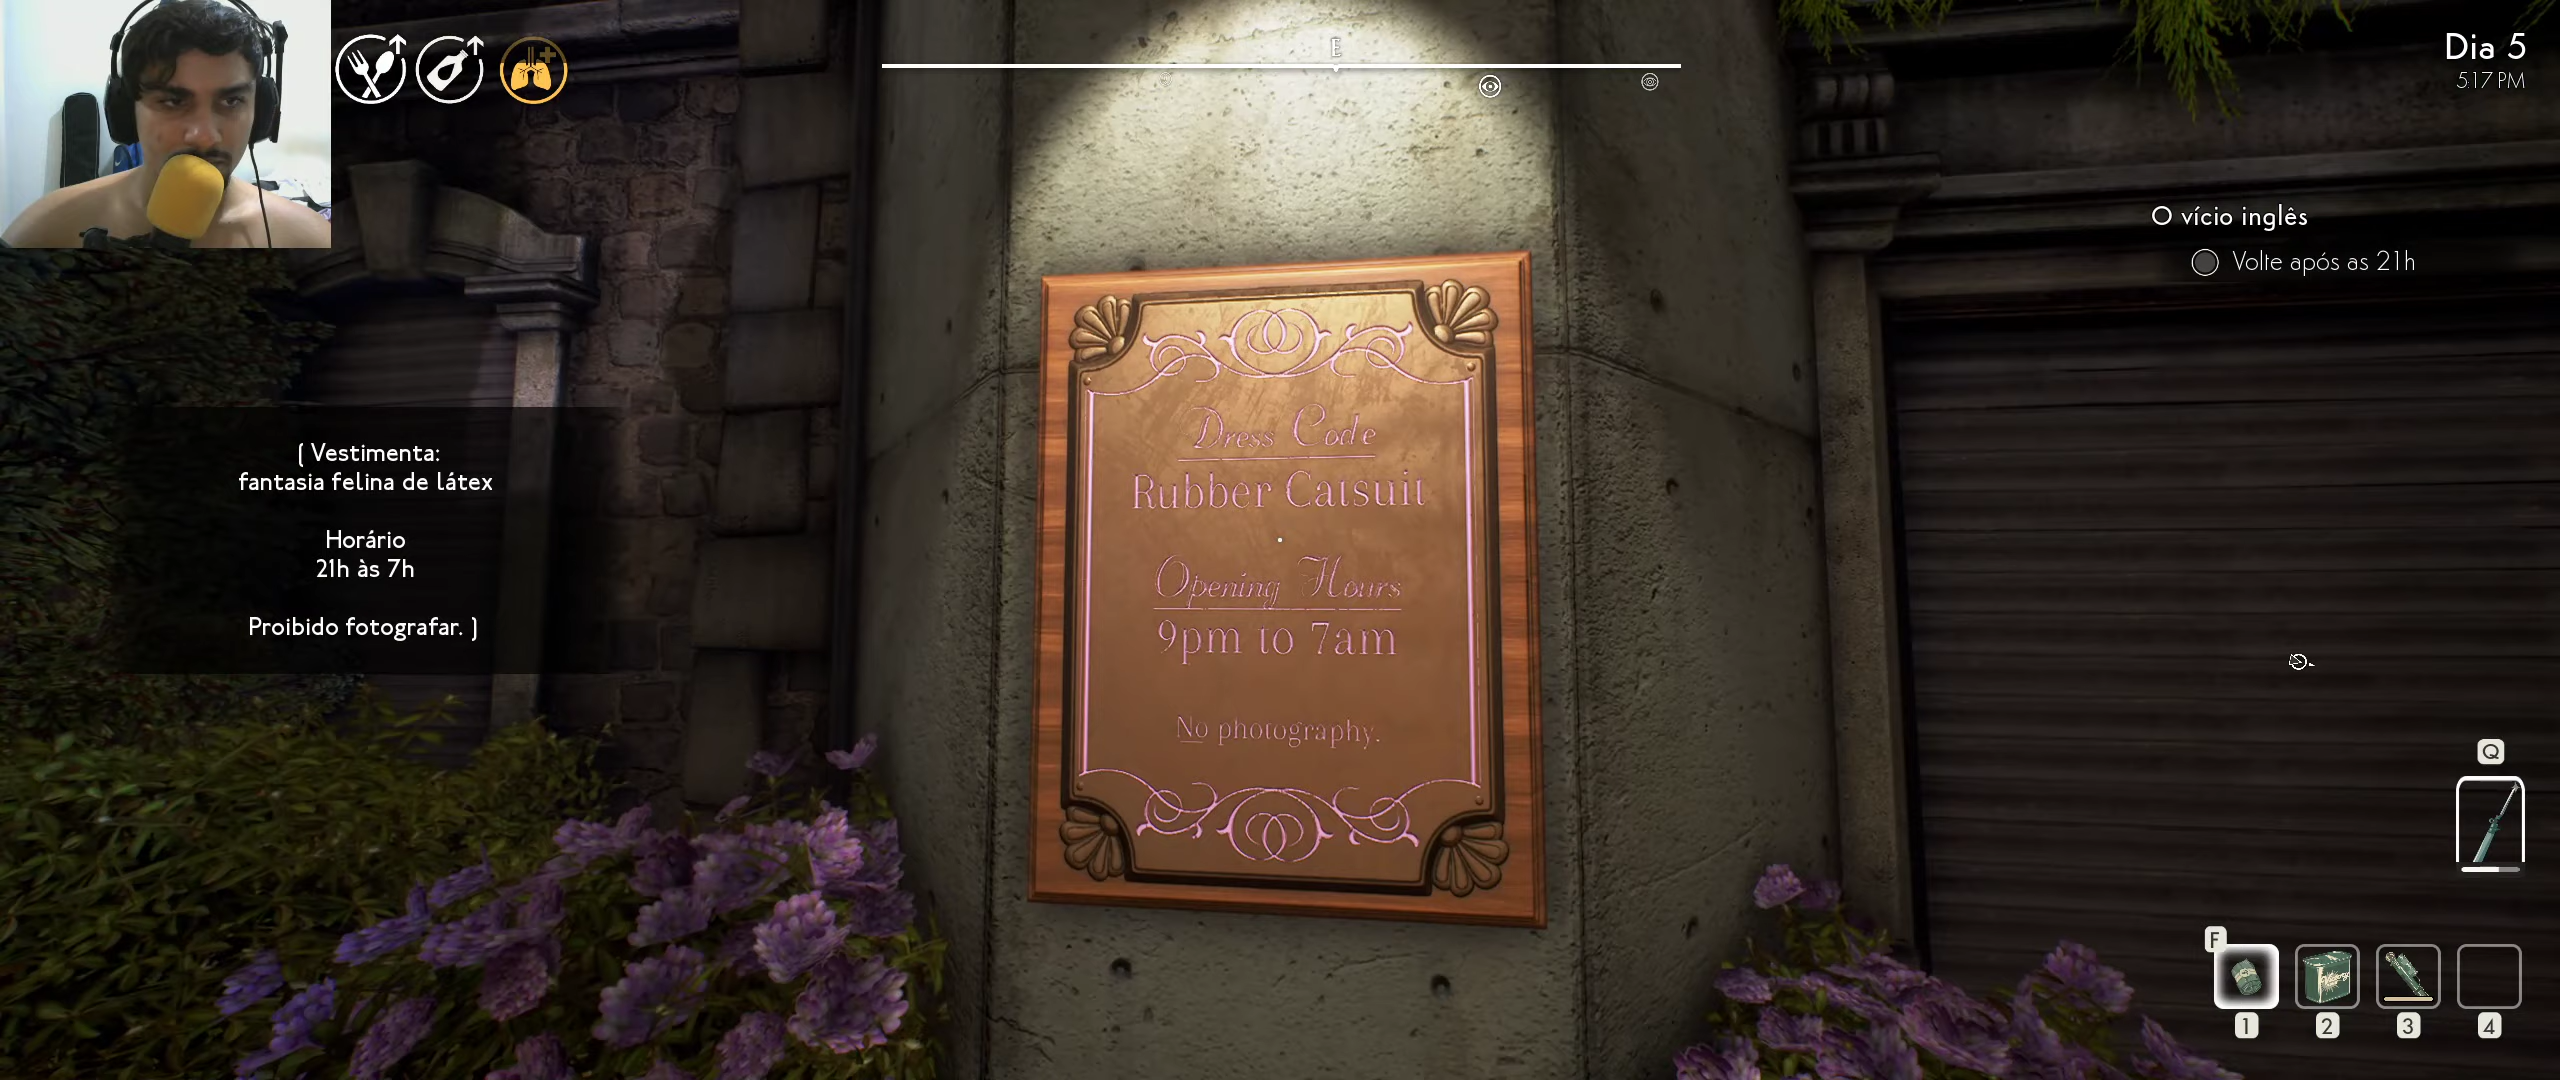 E
Dia 5
5:17 PM
O vício inglês
Volte após as 21h
( Vestimenta:
fantasia felina de látex
Horário
21h às 7h
Proibido fotografar. )
Dress Code
Rubber Catsuit
Opening Hours
9pm to 7am
No photography.
Q
F
1
2
3
4